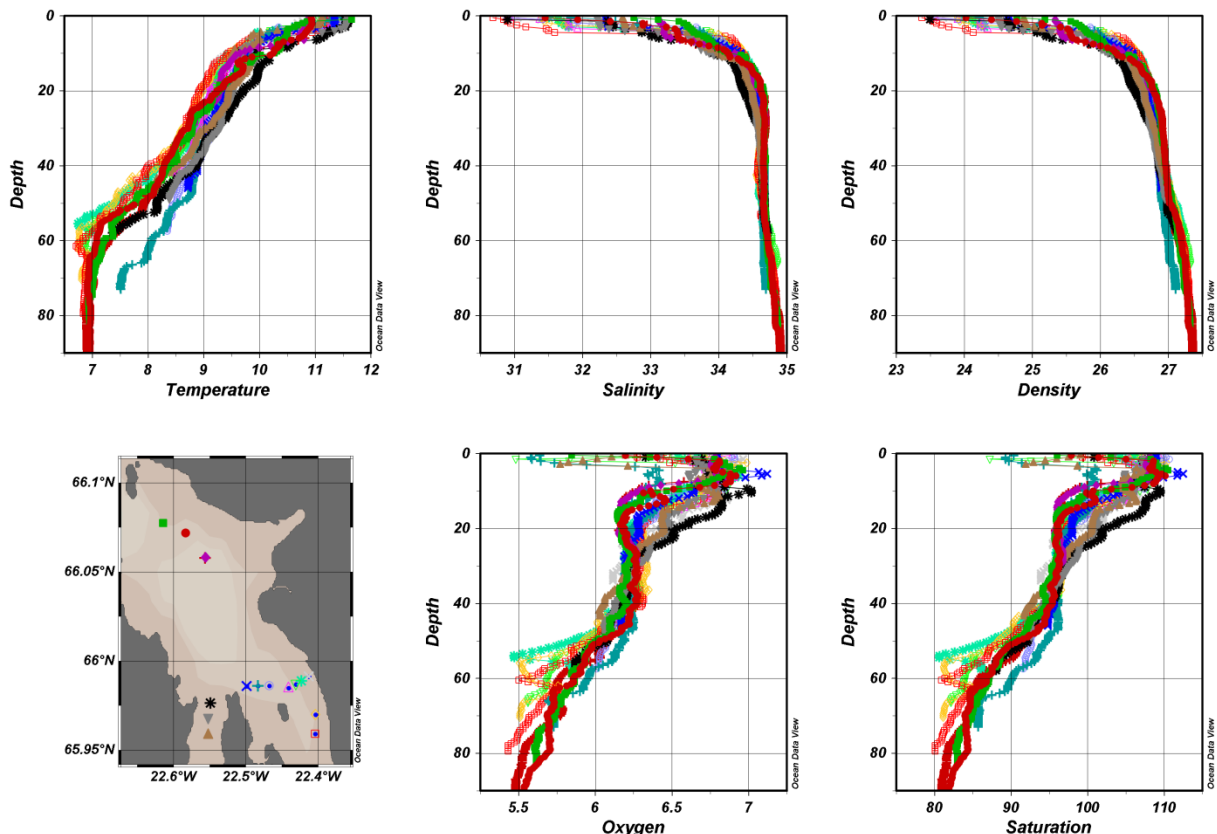 0
20
40
60
80
Depth
7
8
9
10
11
12
Temperature
Ocean Data View
0
20
40
60
80
Depth
31
32
33
34
35
Salinity
Ocean Data View
0
20
40
60
80
Depth
23
24
25
26
27
Density
Ocean Data View
66.1°N
66.05°N
66°N
65.95°N
22.6°W
22.5°W
22.4°W
Ocean Data View
0
20
40
60
80
Depth
5.5
6
6.5
7
Oxygen
Ocean Data View
0
20
40
60
80
Depth
80
90
100
110
Saturation
Ocean Data View